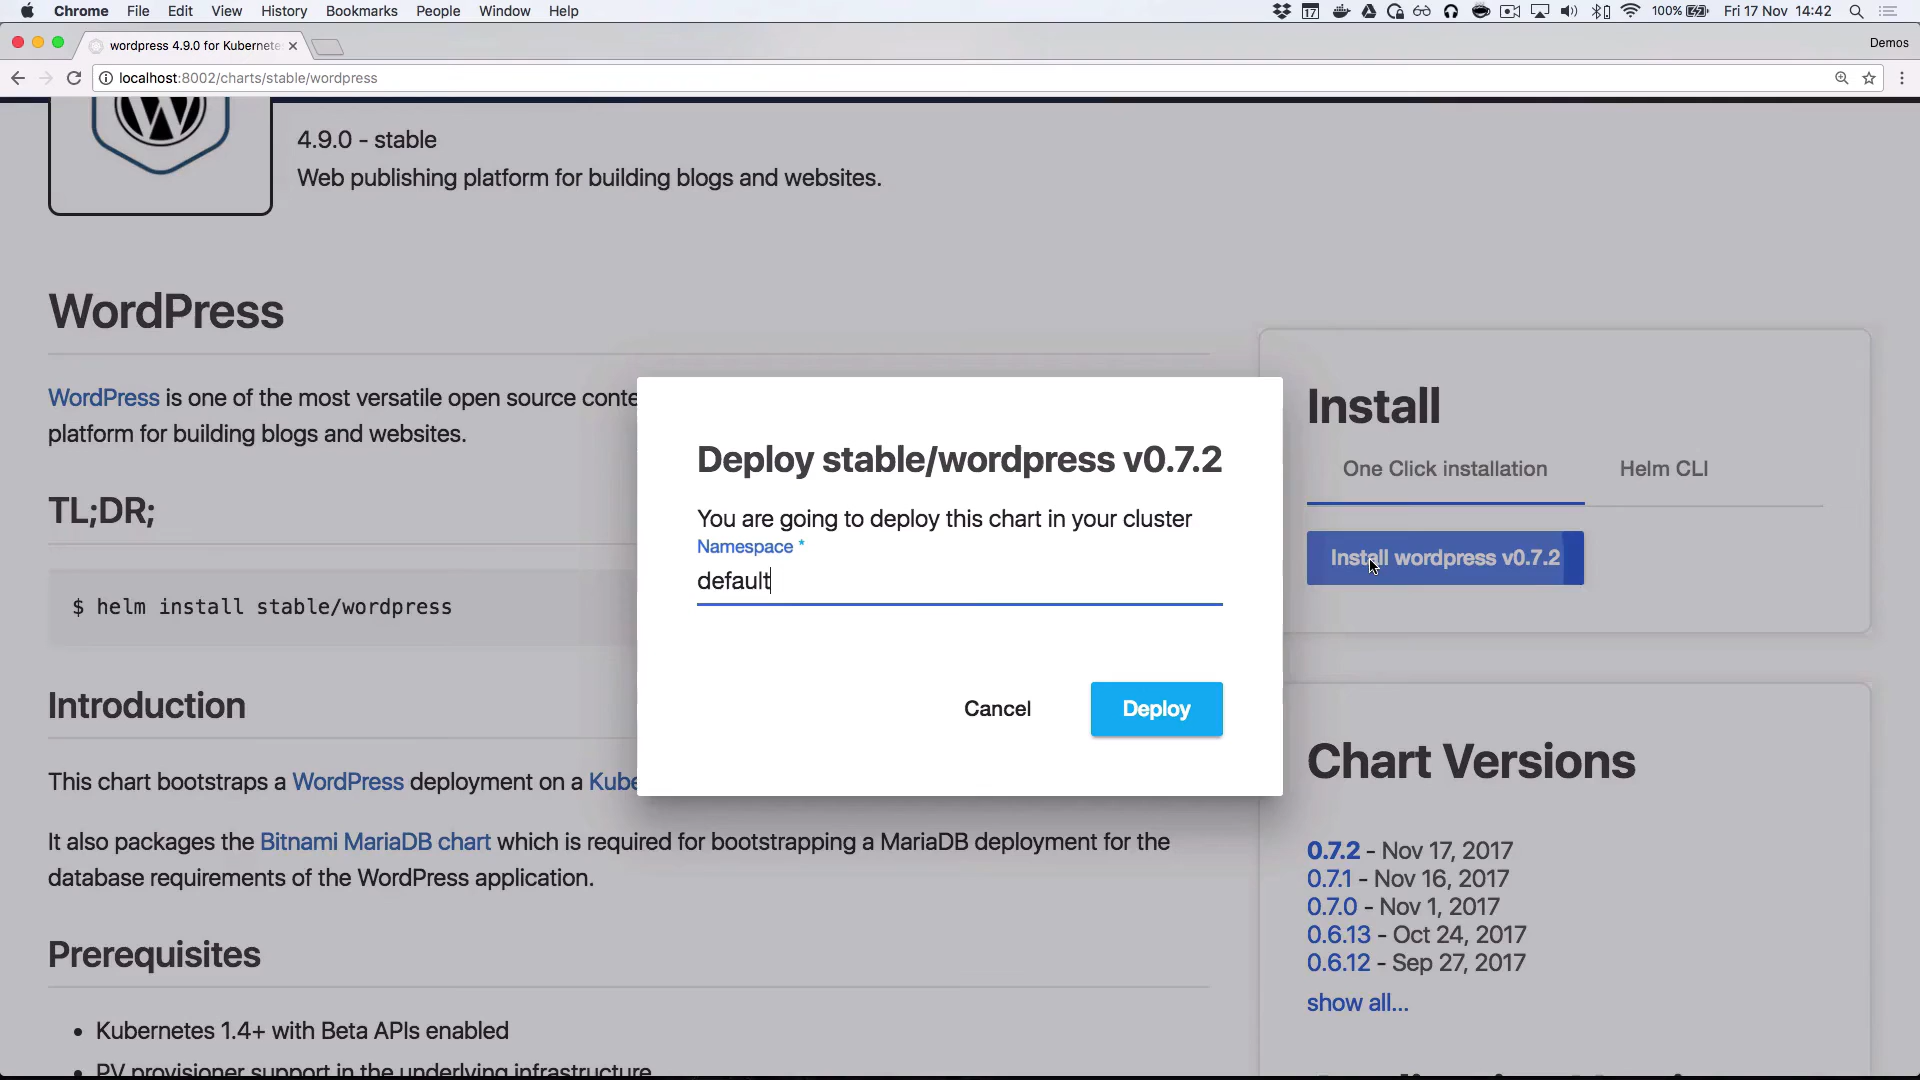 Chrome File Edit View History Bookmarks People Window Help
17 100% Fri 17 Nov 14:42
wordpress 4.9.0 for Kubernete
Demos
localhost:8002/charts/stable/wordpress
4.9.0 - stable
Web publishing platform for building blogs and websites.
WordPress
WordPress is one of the most versatile open source conte
platform for building blogs and websites.
TL;DR;
$ helm install stable/wordpress
Introduction
This chart bootstraps a WordPress deployment on a Kube
It also packages the Bitnami MariaDB chart which is required for bootstrapping a MariaDB deployment for the
database requirements of the WordPress application.
Prerequisites
Kubernetes 1.4+ with Beta APIs enabled
PV provisioner support in the underlying infrastructure
Deploy stable/wordpress v0.7.2
You are going to deploy this chart in your cluster
Namespace *
default
Cancel Deploy
Install
One Click installation Helm CLI
Install wordpress v0.7.2
Chart Versions
0.7.2 - Nov 17, 2017
0.7.1 - Nov 16, 2017
0.7.0 - Nov 1, 2017
0.6.13 - Oct 24, 2017
0.6.12 - Sep 27, 2017
show all...